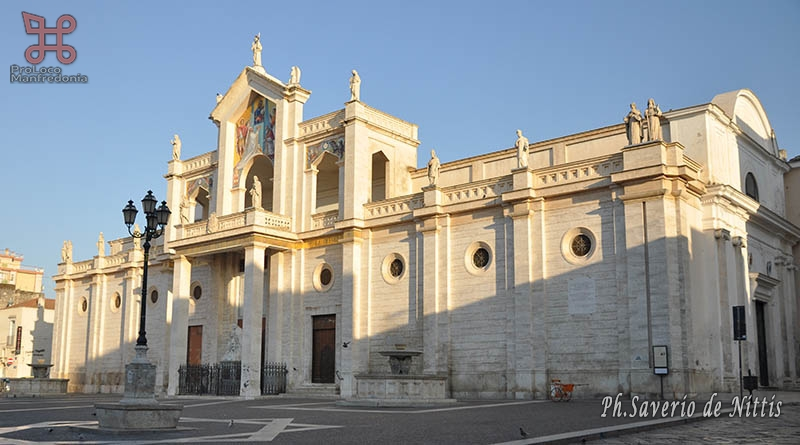 ProLoco
Manfredonia
Ph.Saverio de Nittis